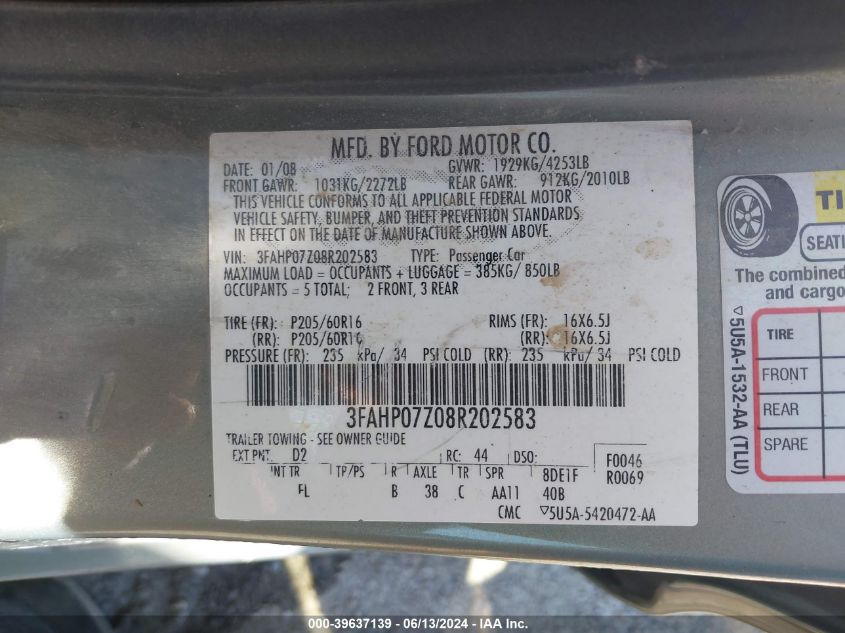 MFD. BY FORD MOTOR CO.
DATE: 01/08 GVWR: 1929KG/4253LB
FRONT GAWR: 1031KG/2272LB REAR GAWR: 912KG/2010LB
THIS VEHICLE CONFORMS TO ALL APPLICABLE FEDERAL MOTOR
VEHICLE SAFETY, BUMPER, AND THEFT PREVENTION STANDARDS
IN EFFECT ON THE DATE OF MANUFACTURE SHOWN ABOVE.
VIN: 3FAHP07Z08R202583 TYPE: Passenger Car
MAXIMUM LOAD = OCCUPANTS + LUGGAGE = 385KG/ 850LB
OCCUPANTS = 5 TOTAL; 2 FRONT, 3 REAR
TIRE (FR): P205/60R16 RIMS (FR): 16X6.5J
(RR): P205/60R16 (RR): 16X6.5J
PRESSURE (FR): 235 kPa/ 34 PSI COLD (RR): 235 kPa/ 34 PSI COLD
3FAHP07Z08R202583
TRAILER TOWING - SEE OWNER GUIDE
EXT PNT: D2 RC: 44 DSO: F0046
INT TR TP/PS R AXLE TR SPR 8DE1F R0069
FL B 38 C AA11 40B
CMC ▽5U5A-5420472-AA
TI
SEATI
The combined
and cargo
TIRE
FRONT
REAR
SPARE
▽5U5A-1532-AA (TLU)
000-39637139 - 06/13/2024 - IAA Inc.